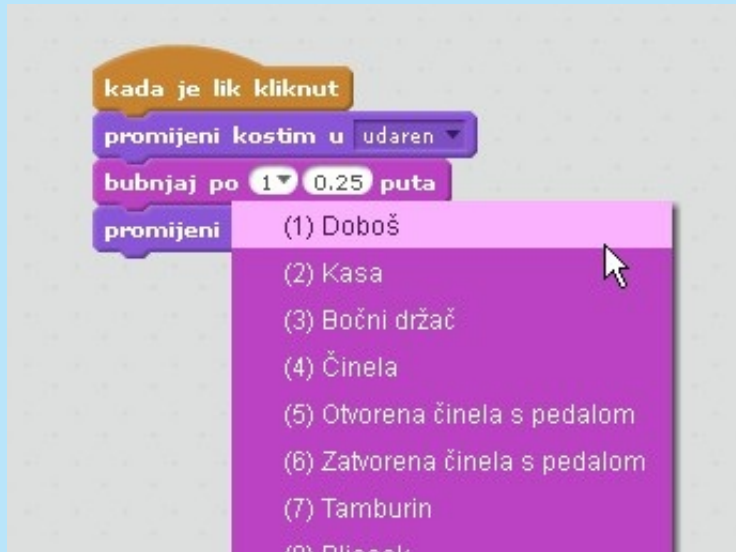 kada je lik kliknut
promijeni kostim u udaren
bubnjaj po 1 0.25 puta
promijeni
(1) Doboš
(2) Kasa
(3) Bočni držač
(4) Činela
(5) Otvorena činela s pedalom
(6) Zatvorena činela s pedalom
(7) Tamburin